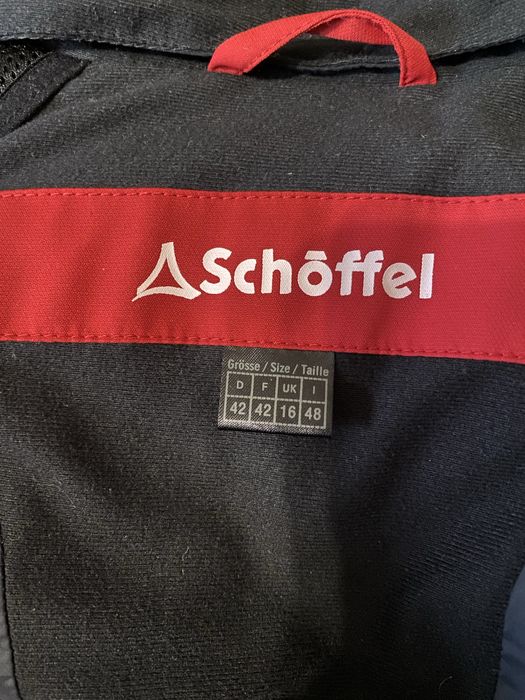 Schöffel
Grösse / Size / Taille
D F UK I
42 42 16 48